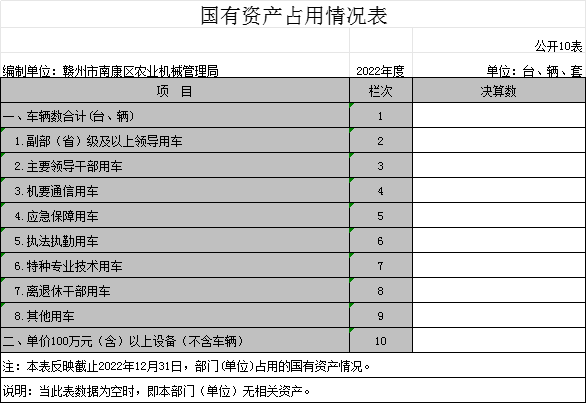 国有资产占用情况表
公开10表
编制单位：赣州市南康区农业机械管理局 2022年度 单位：台、辆、套
项 目 栏次 决算数
一、车辆数合计(台、辆) 1
1.副部（省）级及以上领导用车 2
2.主要领导干部用车 3
3.机要通信用车 4
4.应急保障用车 5
5.执法执勤用车 6
6.特种专业技术用车 7
7.离退休干部用车 8
8.其他用车 9
二、单价100万元（含）以上设备（不含车辆） 10
注：本表反映截止2022年12月31日，部门(单位)占用的国有资产情况。
说明：当此表数据为空时，即本部门（单位）无相关资产。